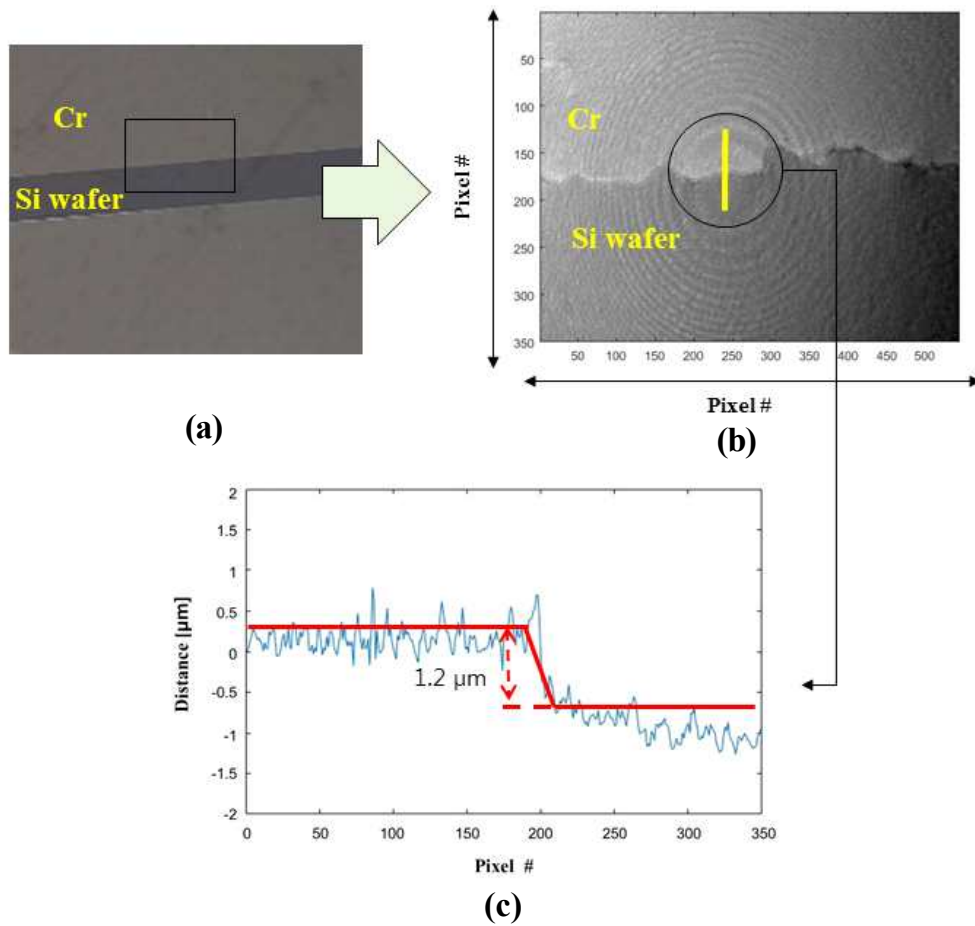 Cr
Si wafer
(a)
Pixel #
50
100
150
200
250
300
350
Cr
Si wafer
50 100 150 200 250 300 350 400 450 500
Pixel #
(b)
Distance [μm]
2
1.5
1
0.5
0
-0.5
-1
-1.5
-2
1.2 μm
0 50 100 150 200 250 300 350
Pixel #
(c)